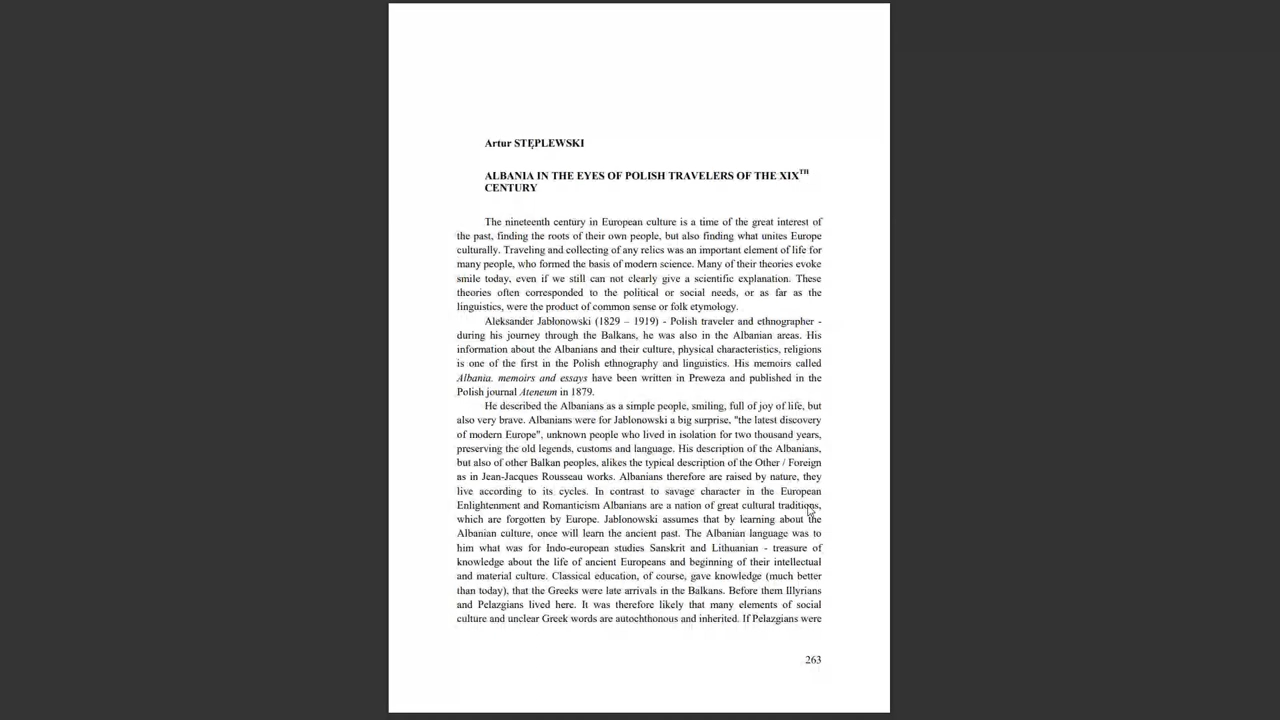 Artur STĘPLEWSKI
ALBANIA IN THE EYES OF POLISH TRAVELERS OF THE XIXTH
CENTURY
The nineteenth century in European culture is a time of the great interest of
the past, finding the roots of their own people, but also finding what unites Europe
culturally. Traveling and collecting of any relics was an important element of life for
many people, who formed the basis of modern science. Many of their theories evoke
smile today, even if we still can not clearly give a scientific explanation. These
theories often corresponded to the political or social needs, or as far as the
linguistics, were the product of common sense or folk etymology.
Aleksander Jabłonowski (1829 – 1919) - Polish traveler and ethnographer -
during his journey through the Balkans, he was also in the Albanian areas. His
information about the Albanians and their culture, physical characteristics, religions
is one of the first in the Polish ethnography and linguistics. His memoirs called
Albania. memoirs and essays have been written in Preweza and published in the
Polish journal Ateneum in 1879.
He described the Albanians as a simple people, smiling, full of joy of life, but
also very brave. Albanians were for Jabłonowski a big surprise, "the latest discovery
of modern Europe", unknown people who lived in isolation for two thousand years,
preserving the old legends, customs and language. His description of the Albanians,
but also of other Balkan peoples, alikes the typical description of the Other / Foreign
as in Jean-Jacques Rousseau works. Albanians therefore are raised by nature, they
live according to its cycles. In contrast to savage character in the European
Enlightenment and Romanticism Albanians are a nation of great cultural traditions,
which are forgotten by Europe. Jabłonowski assumes that by learning about the
Albanian culture, once will learn the ancient past. The Albanian language was to
him what was for Indo-european studies Sanskrit and Lithuanian - treasure of
knowledge about the life of ancient Europeans and beginning of their intellectual
and material culture. Classical education, of course, gave knowledge (much better
than today), that the Greeks were late arrivals in the Balkans. Before them Illyrians
and Pelazgians lived here. It was therefore likely that many elements of social
culture and unclear Greek words are autochthonous and inherited. If Pelazgians were
263